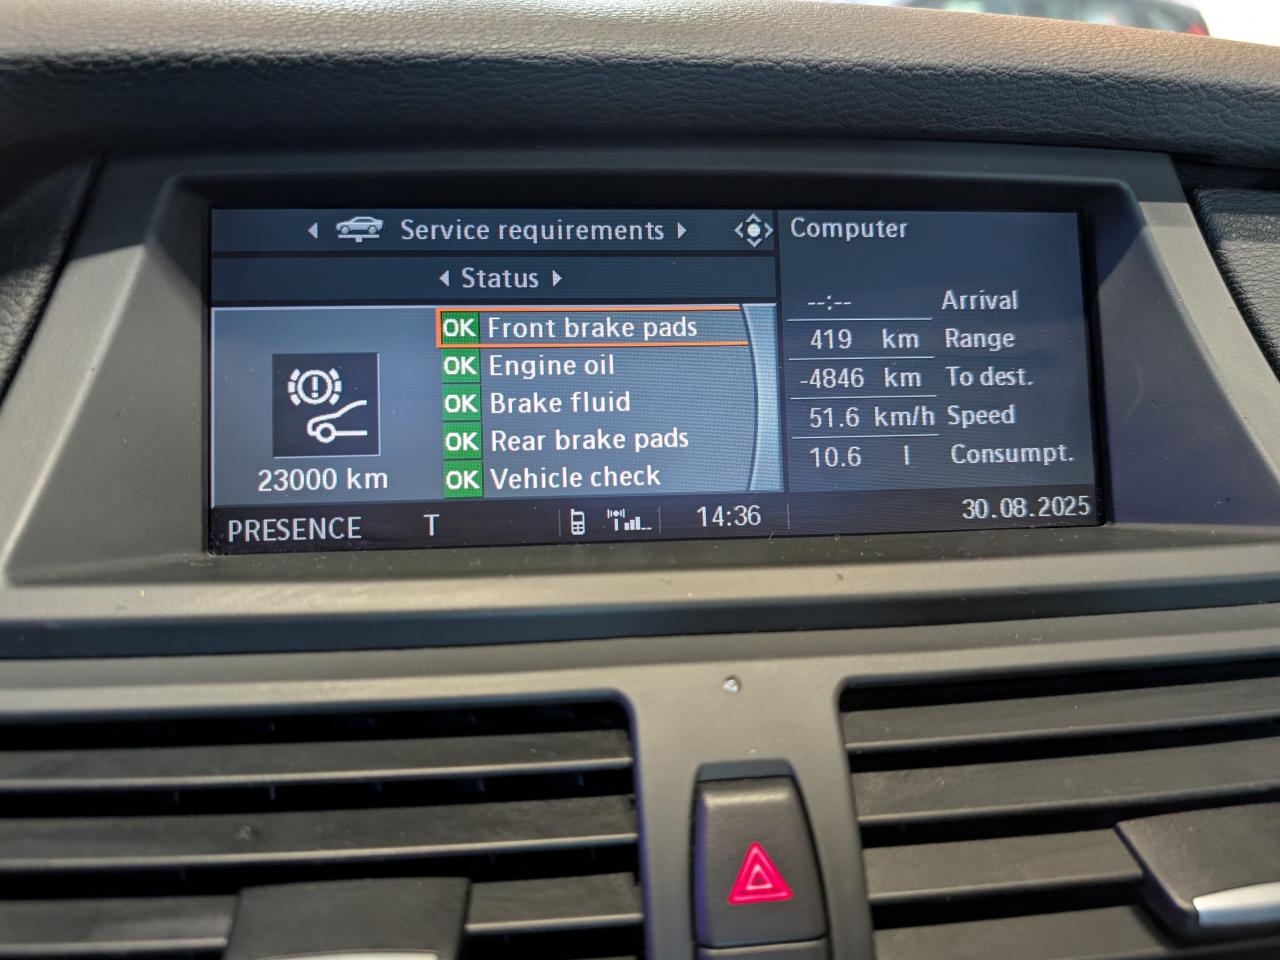 Service requirements
Status
OK Front brake pads
OK Engine oil
OK Brake fluid
OK Rear brake pads
OK Vehicle check
23000 km
Computer
--:-- Arrival
419 km Range
-4846 km To dest.
51.6 km/h Speed
10.6 l Consumpt.
PRESENCE T 14:36 30.08.2025